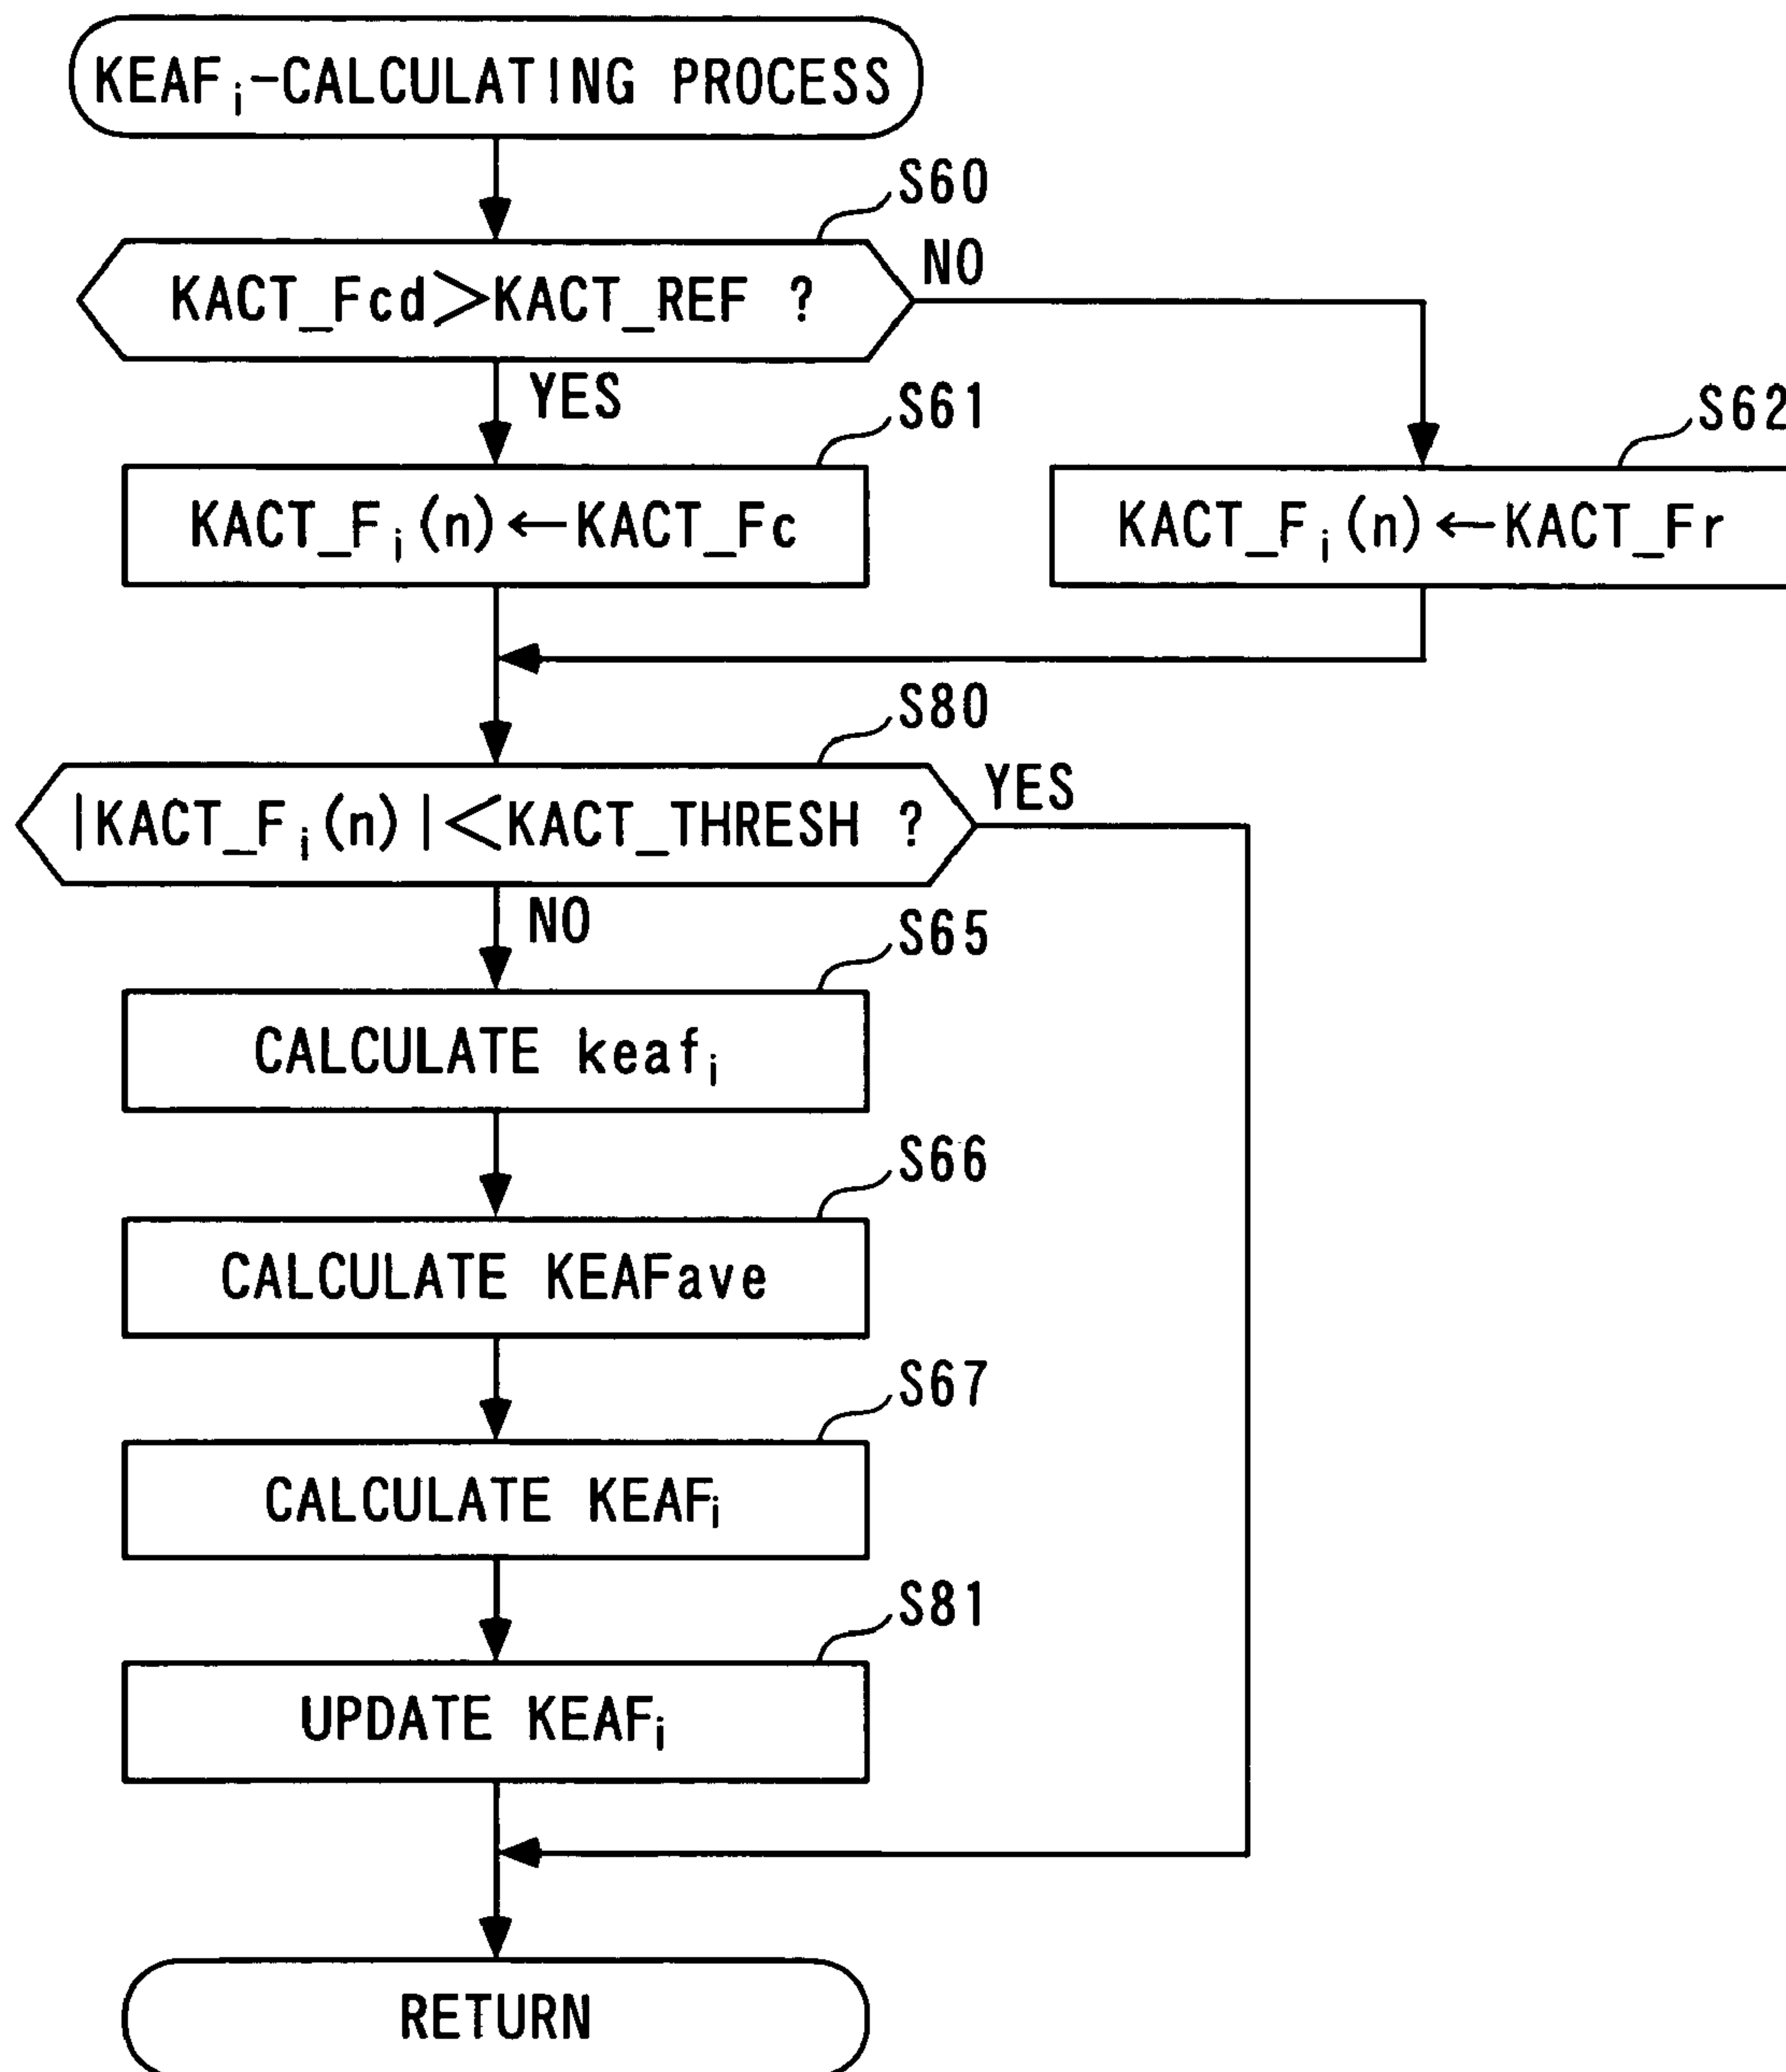 KEAFi-CALCULATING PROCESS
S60
KACT_Fcd>KACT_REF ?
NO
YES
S61
KACT_Fi(n)←KACT_Fc
S62
KACT_Fi(n)←KACT_Fr
S80
|KACT_Fi(n)|<KACT_THRESH ?
YES
NO
S65
CALCULATE keafi
S66
CALCULATE KEAFave
S67
CALCULATE KEAFi
S81
UPDATE KEAFi
RETURN